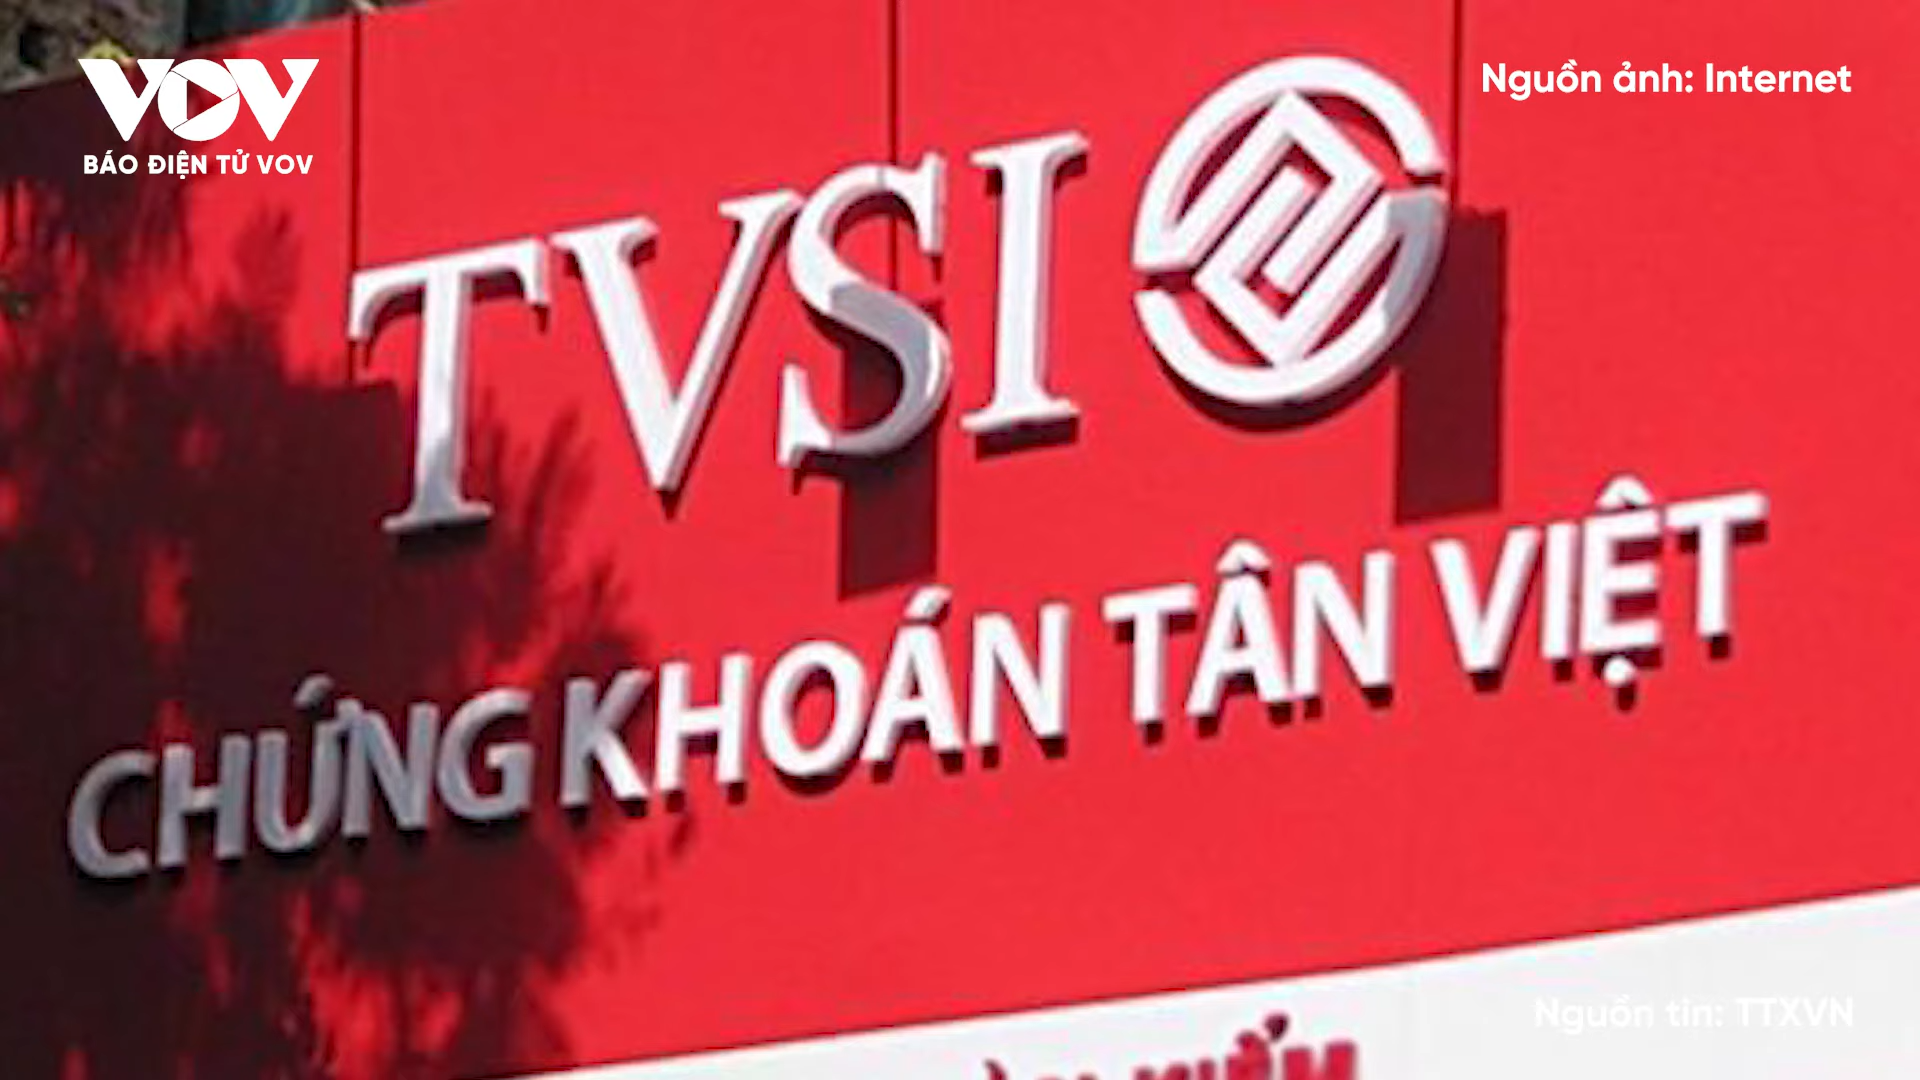 VOV
BÁO ĐIỆN TỬ VOV
Nguồn ảnh: Internet
TVSI
CHỨNG KHOÁN TÂN VIỆT
Nguồn tin: TTXVN